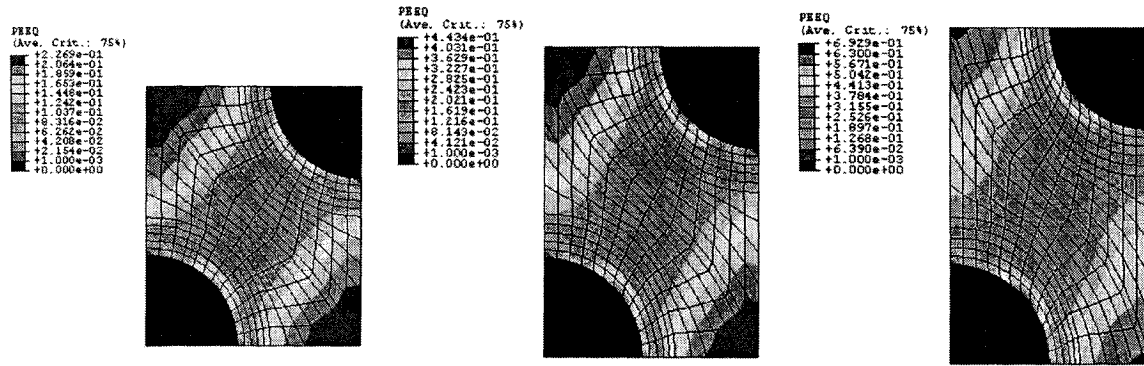 PEEQ
(Ave. Crit.: 75%)
+2.269e-01
+2.064e-01
+1.859e-01
+1.653e-01
+1.448e-01
+1.242e-01
+1.037e-01
+8.316e-02
+6.262e-02
+4.208e-02
+2.154e-02
+1.000e-03
+0.000e+00
PEEQ
(Ave. Crit.: 75%)
+4.434e-01
+4.031e-01
+3.629e-01
+3.227e-01
+2.825e-01
+2.423e-01
+2.021e-01
+1.619e-01
+1.216e-01
+8.143e-02
+4.121e-02
+1.000e-03
+0.000e+00
PEEQ
(Ave. Crit.: 75%)
+6.929e-01
+6.300e-01
+5.671e-01
+5.042e-01
+4.413e-01
+3.784e-01
+3.155e-01
+2.526e-01
+1.897e-01
+1.268e-01
+6.390e-02
+1.000e-03
+0.000e+00